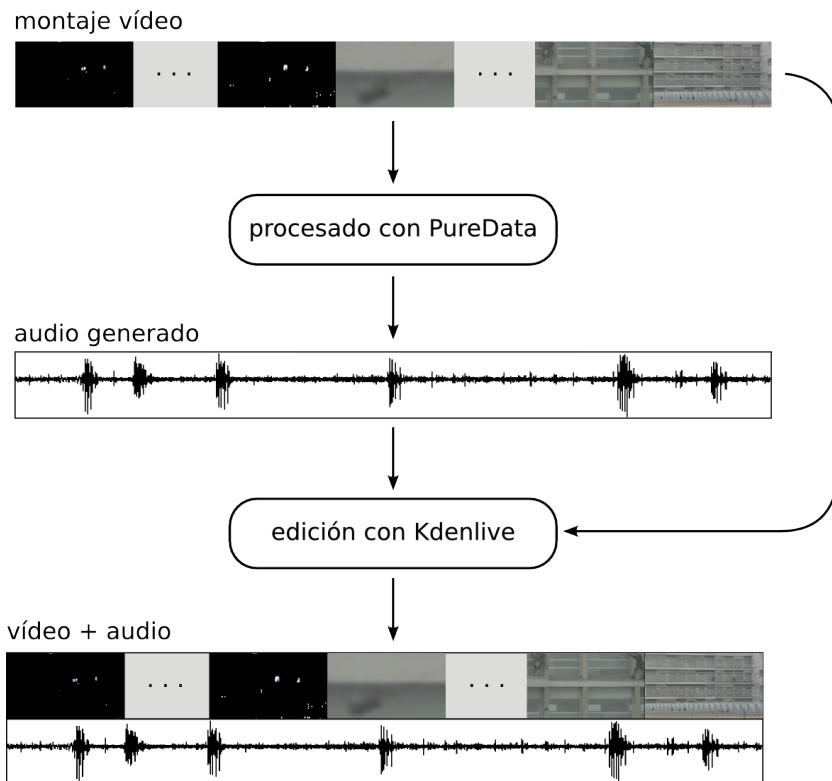 montaje vídeo
. . .
. . .
procesado con PureData
audio generado
edición con Kdenlive
vídeo + audio
. . .
. . .